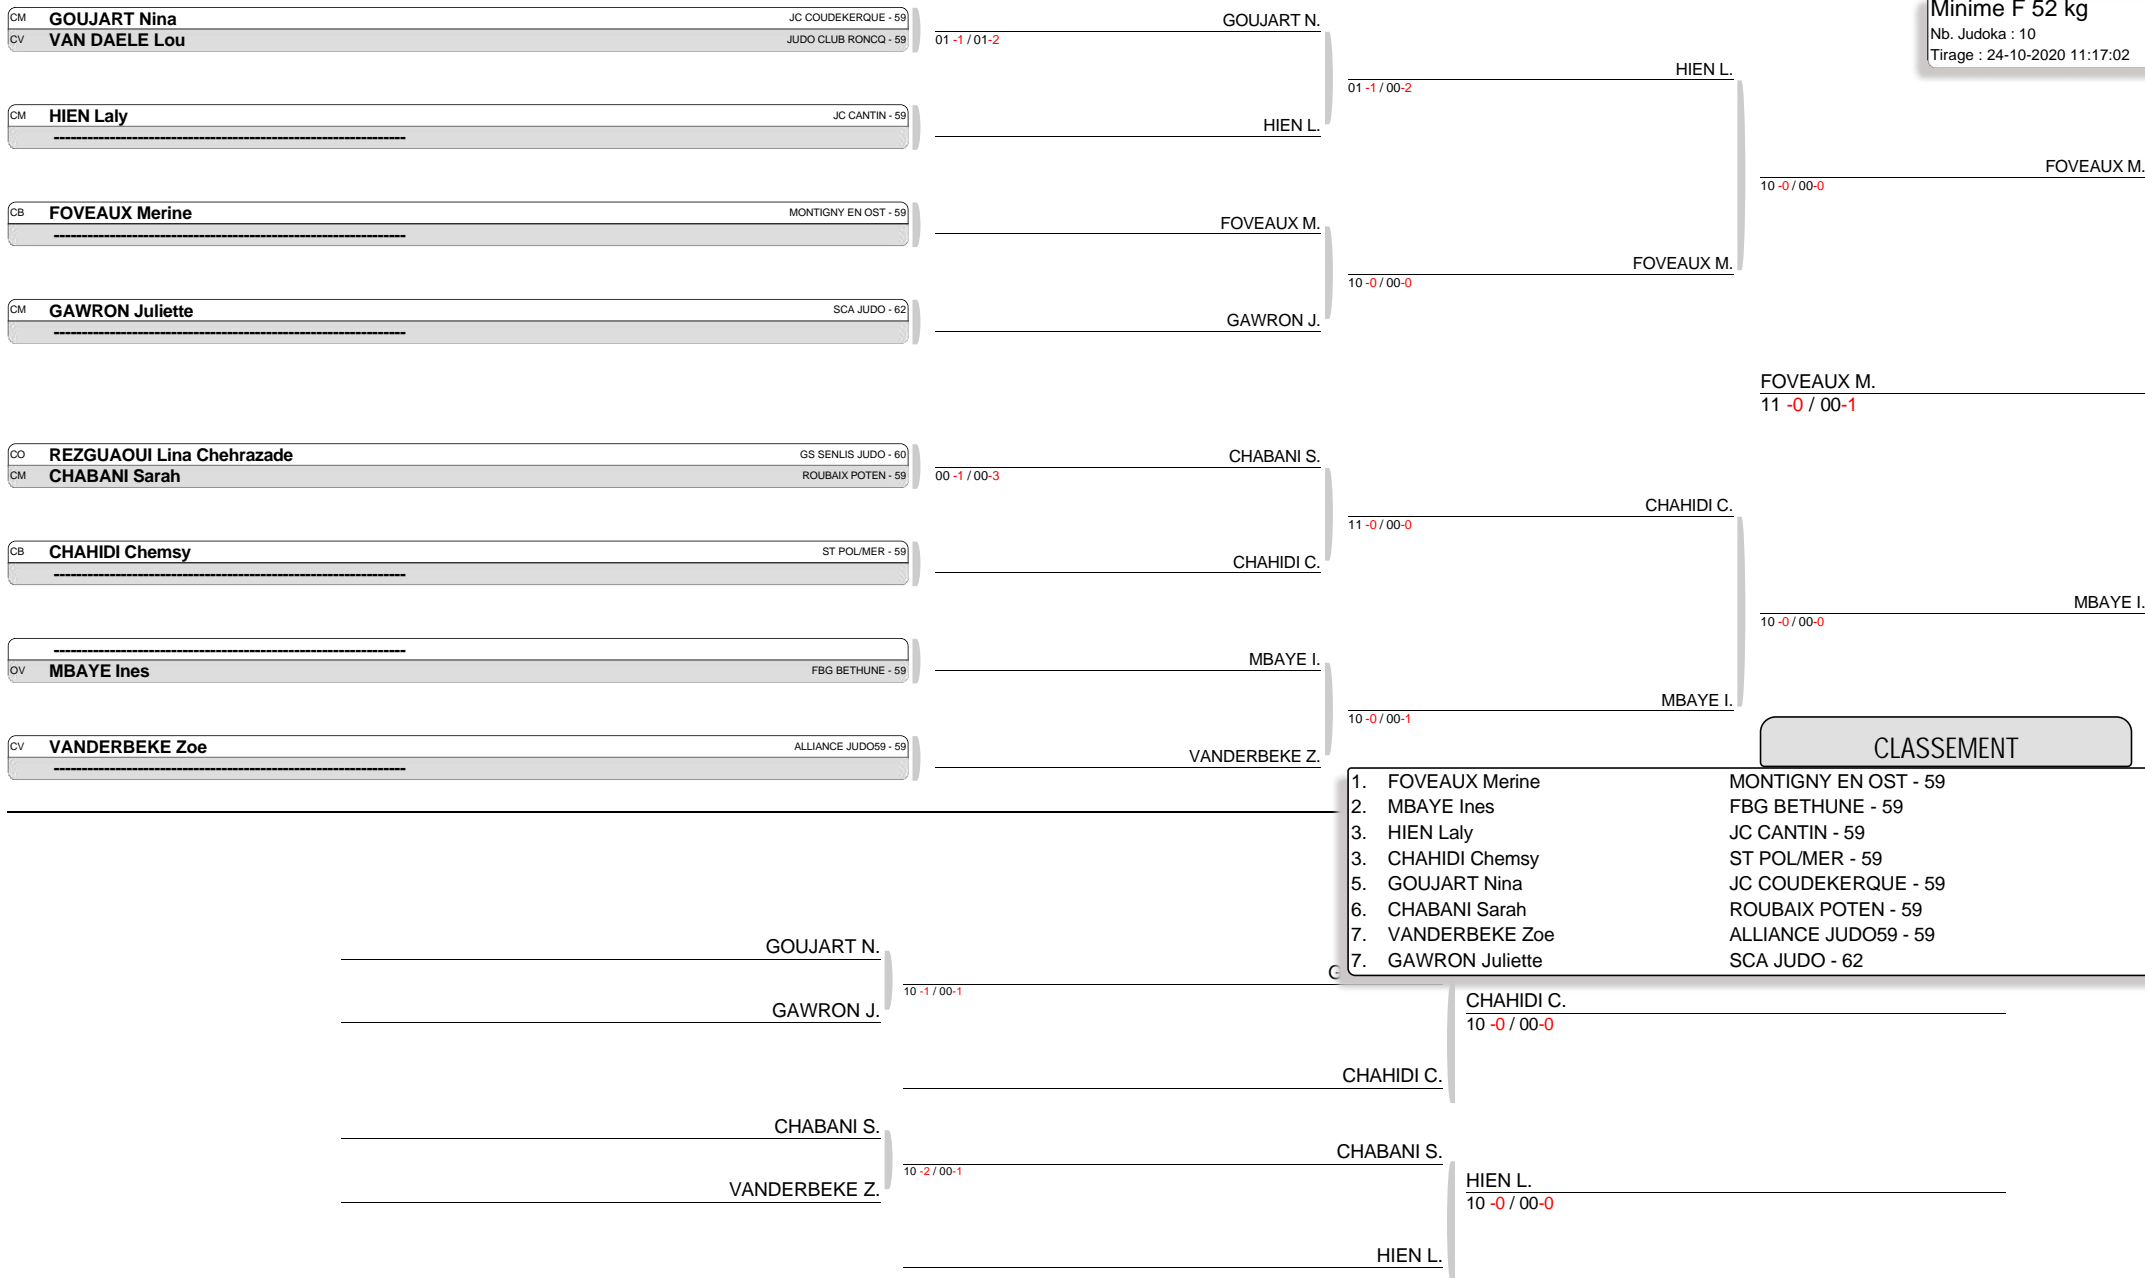 Minime F 52 kg
Nb. Judoka : 10
Tirage : 24-10-2020 11:17:02
CM GOUJART Nina JC COUDEKERQUE - 59
CV VAN DAELE Lou JUDO CLUB RONCQ - 59
GOUJART N.
01 -1 / 01-2
HIEN L.
01 -1 / 00-2
CM HIEN Laly JC CANTIN - 59
----------------------------------------------------------------
HIEN L.
FOVEAUX M.
10 -0 / 00-0
CB FOVEAUX Merine MONTIGNY EN OST - 59
----------------------------------------------------------------
FOVEAUX M.
FOVEAUX M.
10 -0 / 00-0
CM GAWRON Juliette SCA JUDO - 62
----------------------------------------------------------------
GAWRON J.
FOVEAUX M.
11 -0 / 00-1
CO REZGUAOUI Lina Chehrazade GS SENLIS JUDO - 60
CM CHABANI Sarah ROUBAIX POTEN - 59
CHABANI S.
00 -1 / 00-3
CHAHIDI C.
11 -0 / 00-0
CB CHAHIDI Chemsy ST POL/MER - 59
----------------------------------------------------------------
CHAHIDI C.
MBAYE I.
10 -0 / 00-0
----------------------------------------------------------------
OV MBAYE Ines FBG BETHUNE - 59
MBAYE I.
MBAYE I.
10 -0 / 00-1
CV VANDERBEKE Zoe ALLIANCE JUDO59 - 59
----------------------------------------------------------------
VANDERBEKE Z.
CLASSEMENT
1. FOVEAUX Merine MONTIGNY EN OST - 59
2. MBAYE Ines FBG BETHUNE - 59
3. HIEN Laly JC CANTIN - 59
3. CHAHIDI Chemsy ST POL/MER - 59
5. GOUJART Nina JC COUDEKERQUE - 59
6. CHABANI Sarah ROUBAIX POTEN - 59
7. VANDERBEKE Zoe ALLIANCE JUDO59 - 59
7. GAWRON Juliette SCA JUDO - 62
GOUJART N.
G
10 -1 / 00-1
GAWRON J.
CHAHIDI C.
10 -0 / 00-0
CHAHIDI C.
CHABANI S.
CHABANI S.
10 -2 / 00-1
VANDERBEKE Z.
HIEN L.
10 -0 / 00-0
HIEN L.